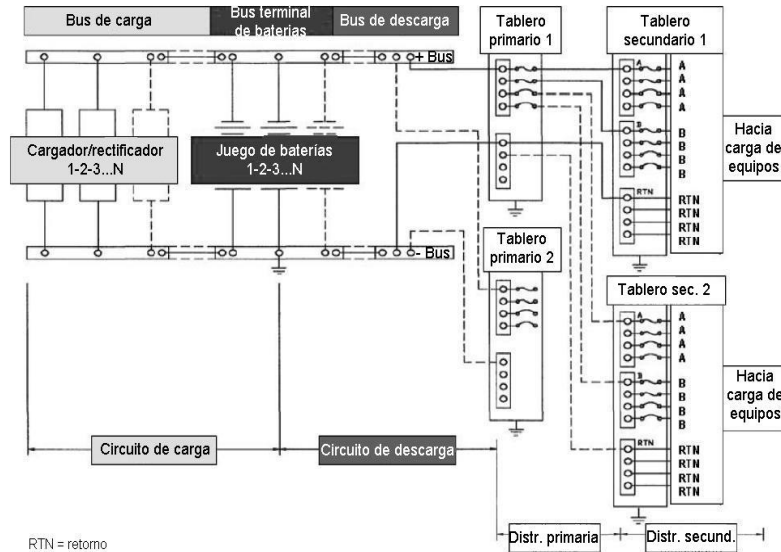 Bus de carga
Bus terminal
de baterías
Bus de descarga
Tablero
primario 1
Tablero
secundario 1
+ Bus
A
A
A
A
A
B
B
B
B
B
RTN
RTN
RTN
RTN
RTN
Hacia
carga de
equipos
Cargador/rectificador
1-2-3...N
Juego de baterías
1-2-3...N
- Bus
Tablero
primario 2
Tablero sec. 2
A
A
A
A
A
B
B
B
B
B
RTN
RTN
RTN
RTN
RTN
Hacia
carga de
equipos
Circuito de carga
Circuito de descarga
Distr. primaria
Distr. secund.
RTN = retorno